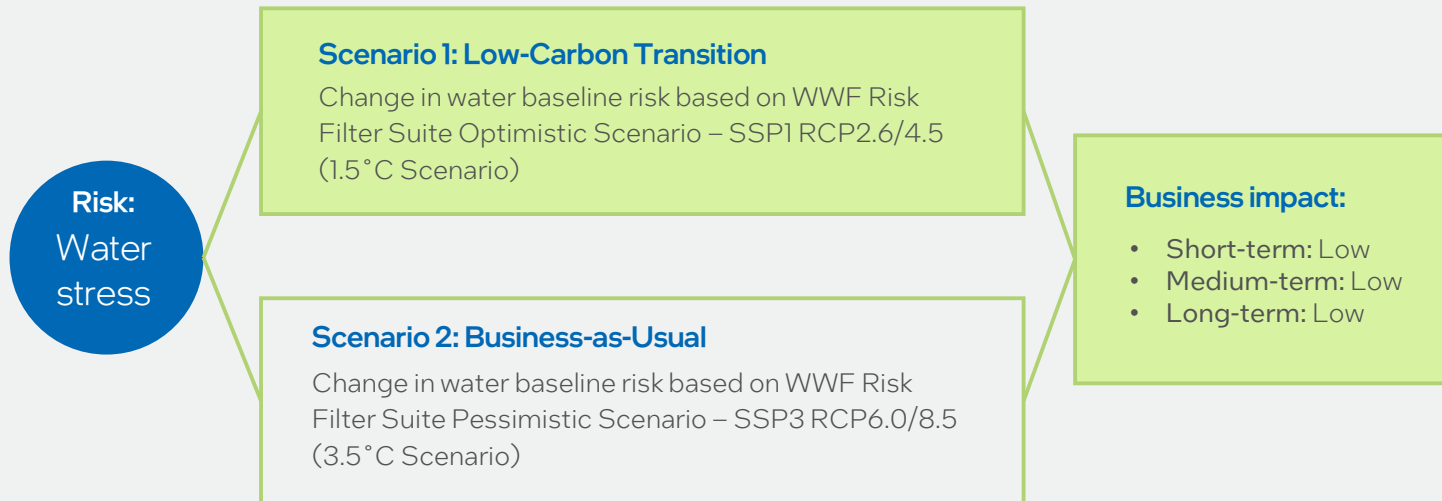 Risk:
Water
stress
Scenario 1: Low-Carbon Transition
Change in water baseline risk based on WWF Risk
Filter Suite Optimistic Scenario – SSP1 RCP2.6/4.5
(1.5˚C Scenario)
Scenario 2: Business-as-Usual
Change in water baseline risk based on WWF Risk
Filter Suite Pessimistic Scenario – SSP3 RCP6.0/8.5
(3.5˚C Scenario)
Business impact:
• Short-term: Low
• Medium-term: Low
• Long-term: Low